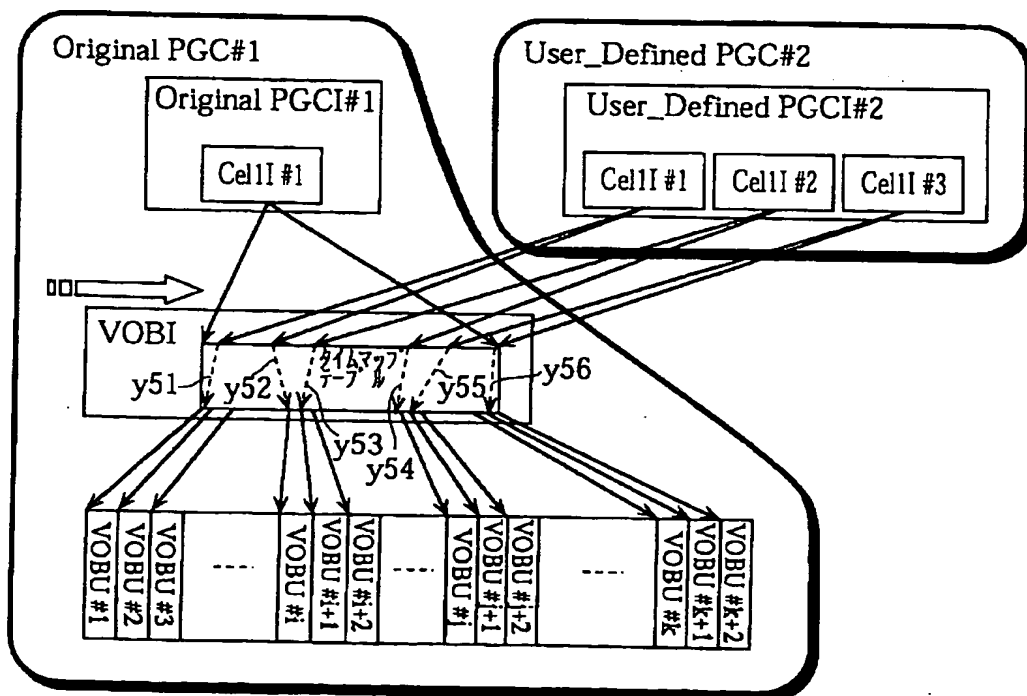 Original PGC#1
User_Defined PGC#2
Original PGCI#1
User_Defined PGCI#2
CellI #1
CellI #1
CellI #2
CellI #3
VOBI
タイムマップ
テーブル
y51
y52
y53
y54
y55
y56
VOBU #1
VOBU #2
VOBU #3
VOBU #i
VOBU #i+1
VOBU #i+2
VOBU #j
VOBU #j+1
VOBU #j+2
VOBU #k
VOBU #k+1
VOBU #k+2